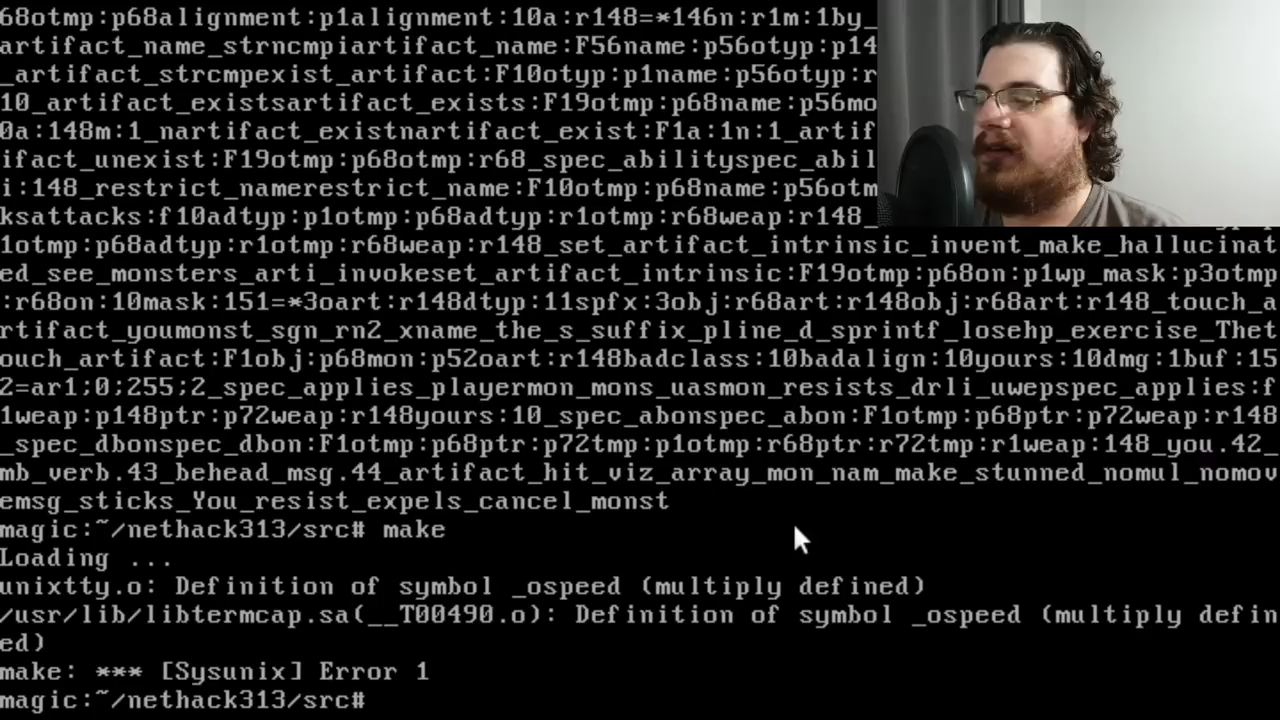 68otmp:p68alignment:p1alignment:10a:r148=*146n:r1m:1by_
artifact_name_strncmpiartifact_name:F56name:p56otyp:p14
_artifact_strcmpexist_artifact:F10otyp:p1name:p56otyp:r
10_artifact_existsartifact_exists:F19otmp:p68name:p56mo
0a:148m:1_nartifact_existnartifact_exist:F1a:1n:1_artif
ifact_unexist:F19otmp:p68otmp:r68_spec_abilityspec_abil
i:148_restrict_namerestrict_name:F10otmp:p68name:p56otm
ksattacks:f10adtyp:p1otmp:p68adtyp:r1otmp:r68weap:r148_
1otmp:p68adtyp:r1otmp:r68weap:r148_set_artifact_intrinsic_invent_make_hallucinat
ed_see_monsters_arti_invokeset_artifact_intrinsic:F19otmp:p68on:p1wp_mask:p3otmp
:r68on:10mask:151=*3oart:r148dtyp:11spfx:3obj:r68art:r148obj:r68art:r148_touch_a
rtifact_youmonst_sgn_rn2_xname_the_s_suffix_pline_d_sprintf_losehp_exercise_Thet
ouch_artifact:F1obj:p68mon:p52oart:r148badclass:10badalign:10yours:10dmg:1buf:15
2=ar1;0;255;2_spec_applies_playermon_mons_uasmon_resists_drli_uwepspec_applies:f
1weap:p148ptr:p72weap:r148yours:10_spec_abonspec_abon:F1otmp:p68ptr:p72weap:r148
_spec_dbonspec_dbon:F1otmp:p68ptr:p72tmp:p1otmp:r68ptr:r72tmp:r1weap:148_you.42_
mb_verb.43_behead_msg.44_artifact_hit_viz_array_mon_nam_make_stunned_nomul_nomov
emsg_sticks_You_resist_expels_cancel_monst
magic:~/nethack313/src# make
Loading ...
unixtty.o: Definition of symbol _ospeed (multiply defined)
/usr/lib/libtermcap.sa(__T00490.o): Definition of symbol _ospeed (multiply defin
ed)
make: *** [Sysunix] Error 1
magic:~/nethack313/src#